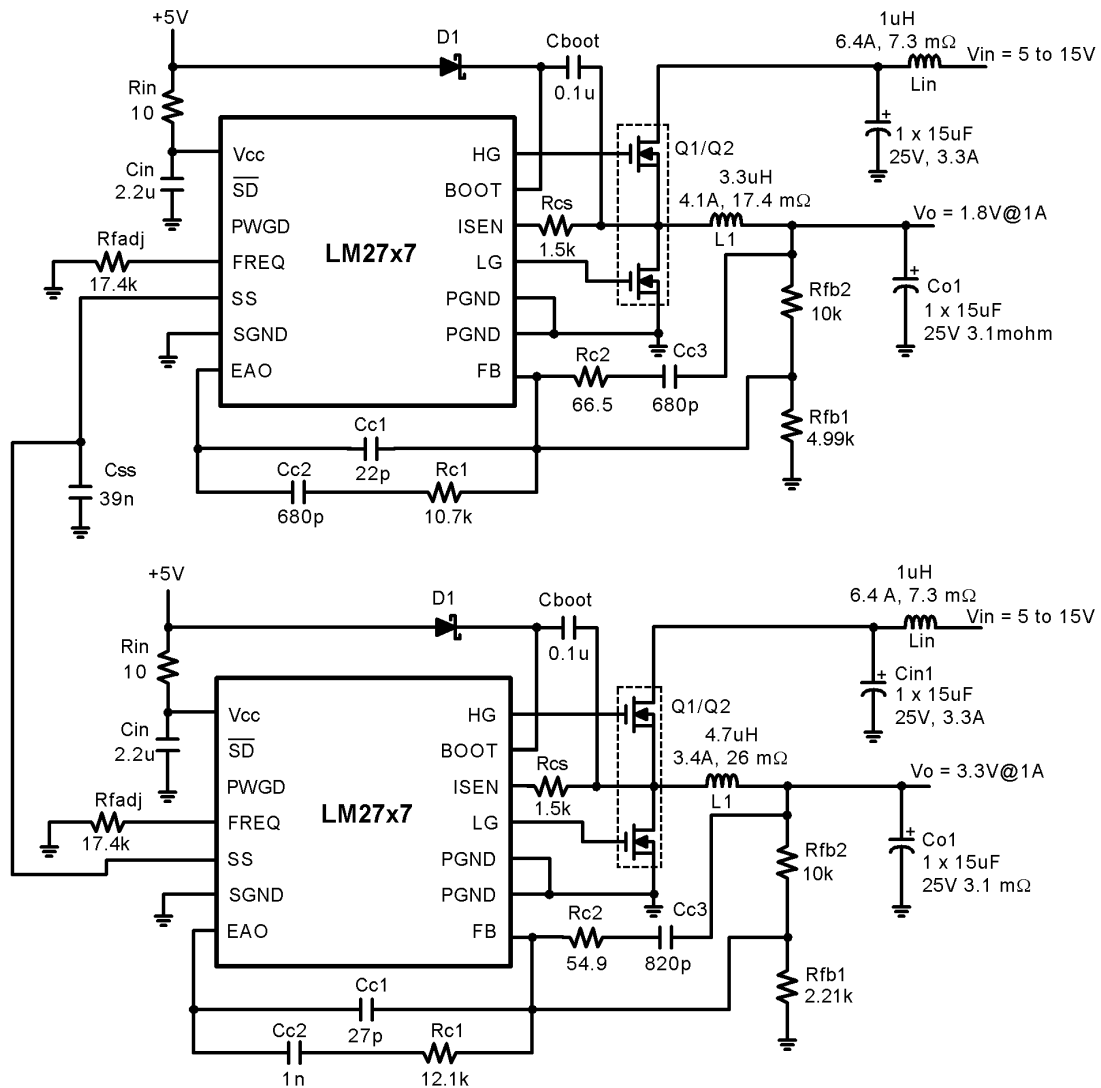 +5V
D1
Cboot
0.1u
1uH
6.4A, 7.3 mΩ
Lin
Vin = 5 to 15V
Rin
10
Cin
2.2u
+
1 x 15uF
25V, 3.3A
Vcc
SD
PWGD
FREQ
SS
SGND
EAO
LM27x7
HG
BOOT
ISEN
LG
PGND
PGND
FB
Q1/Q2
Rcs
1.5k
3.3uH
4.1A, 17.4 mΩ
L1
Vo = 1.8V@1A
Rfadj
17.4k
+
Co1
1 x 15uF
25V 3.1mohm
Rfb2
10k
Rc2
66.5
Cc3
680p
Rfb1
4.99k
Cc1
22p
Cc2
680p
Rc1
10.7k
Css
39n
+5V
D1
Cboot
0.1u
1uH
6.4 A, 7.3 mΩ
Lin
Vin = 5 to 15V
Rin
10
Cin
2.2u
+
Cin1
1 x 15uF
25V, 3.3A
Vcc
SD
PWGD
FREQ
SS
SGND
EAO
LM27x7
HG
BOOT
ISEN
LG
PGND
PGND
FB
Q1/Q2
Rcs
1.5k
4.7uH
3.4A, 26 mΩ
L1
Vo = 3.3V@1A
Rfadj
17.4k
+
Co1
1 x 15uF
25V 3.1 mΩ
Rfb2
10k
Rc2
54.9
Cc3
820p
Rfb1
2.21k
Cc1
27p
Cc2
1n
Rc1
12.1k